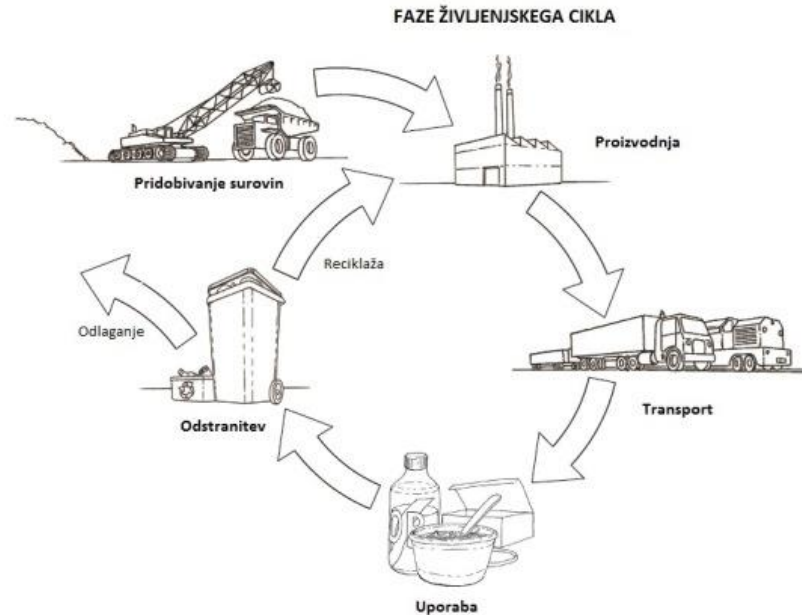 FAZE ŽIVLJENJSKEGA CIKLA
Pridobivanje surovin
Proizvodnja
Reciklaža
Odlaganje
Odstranitev
Transport
Uporaba